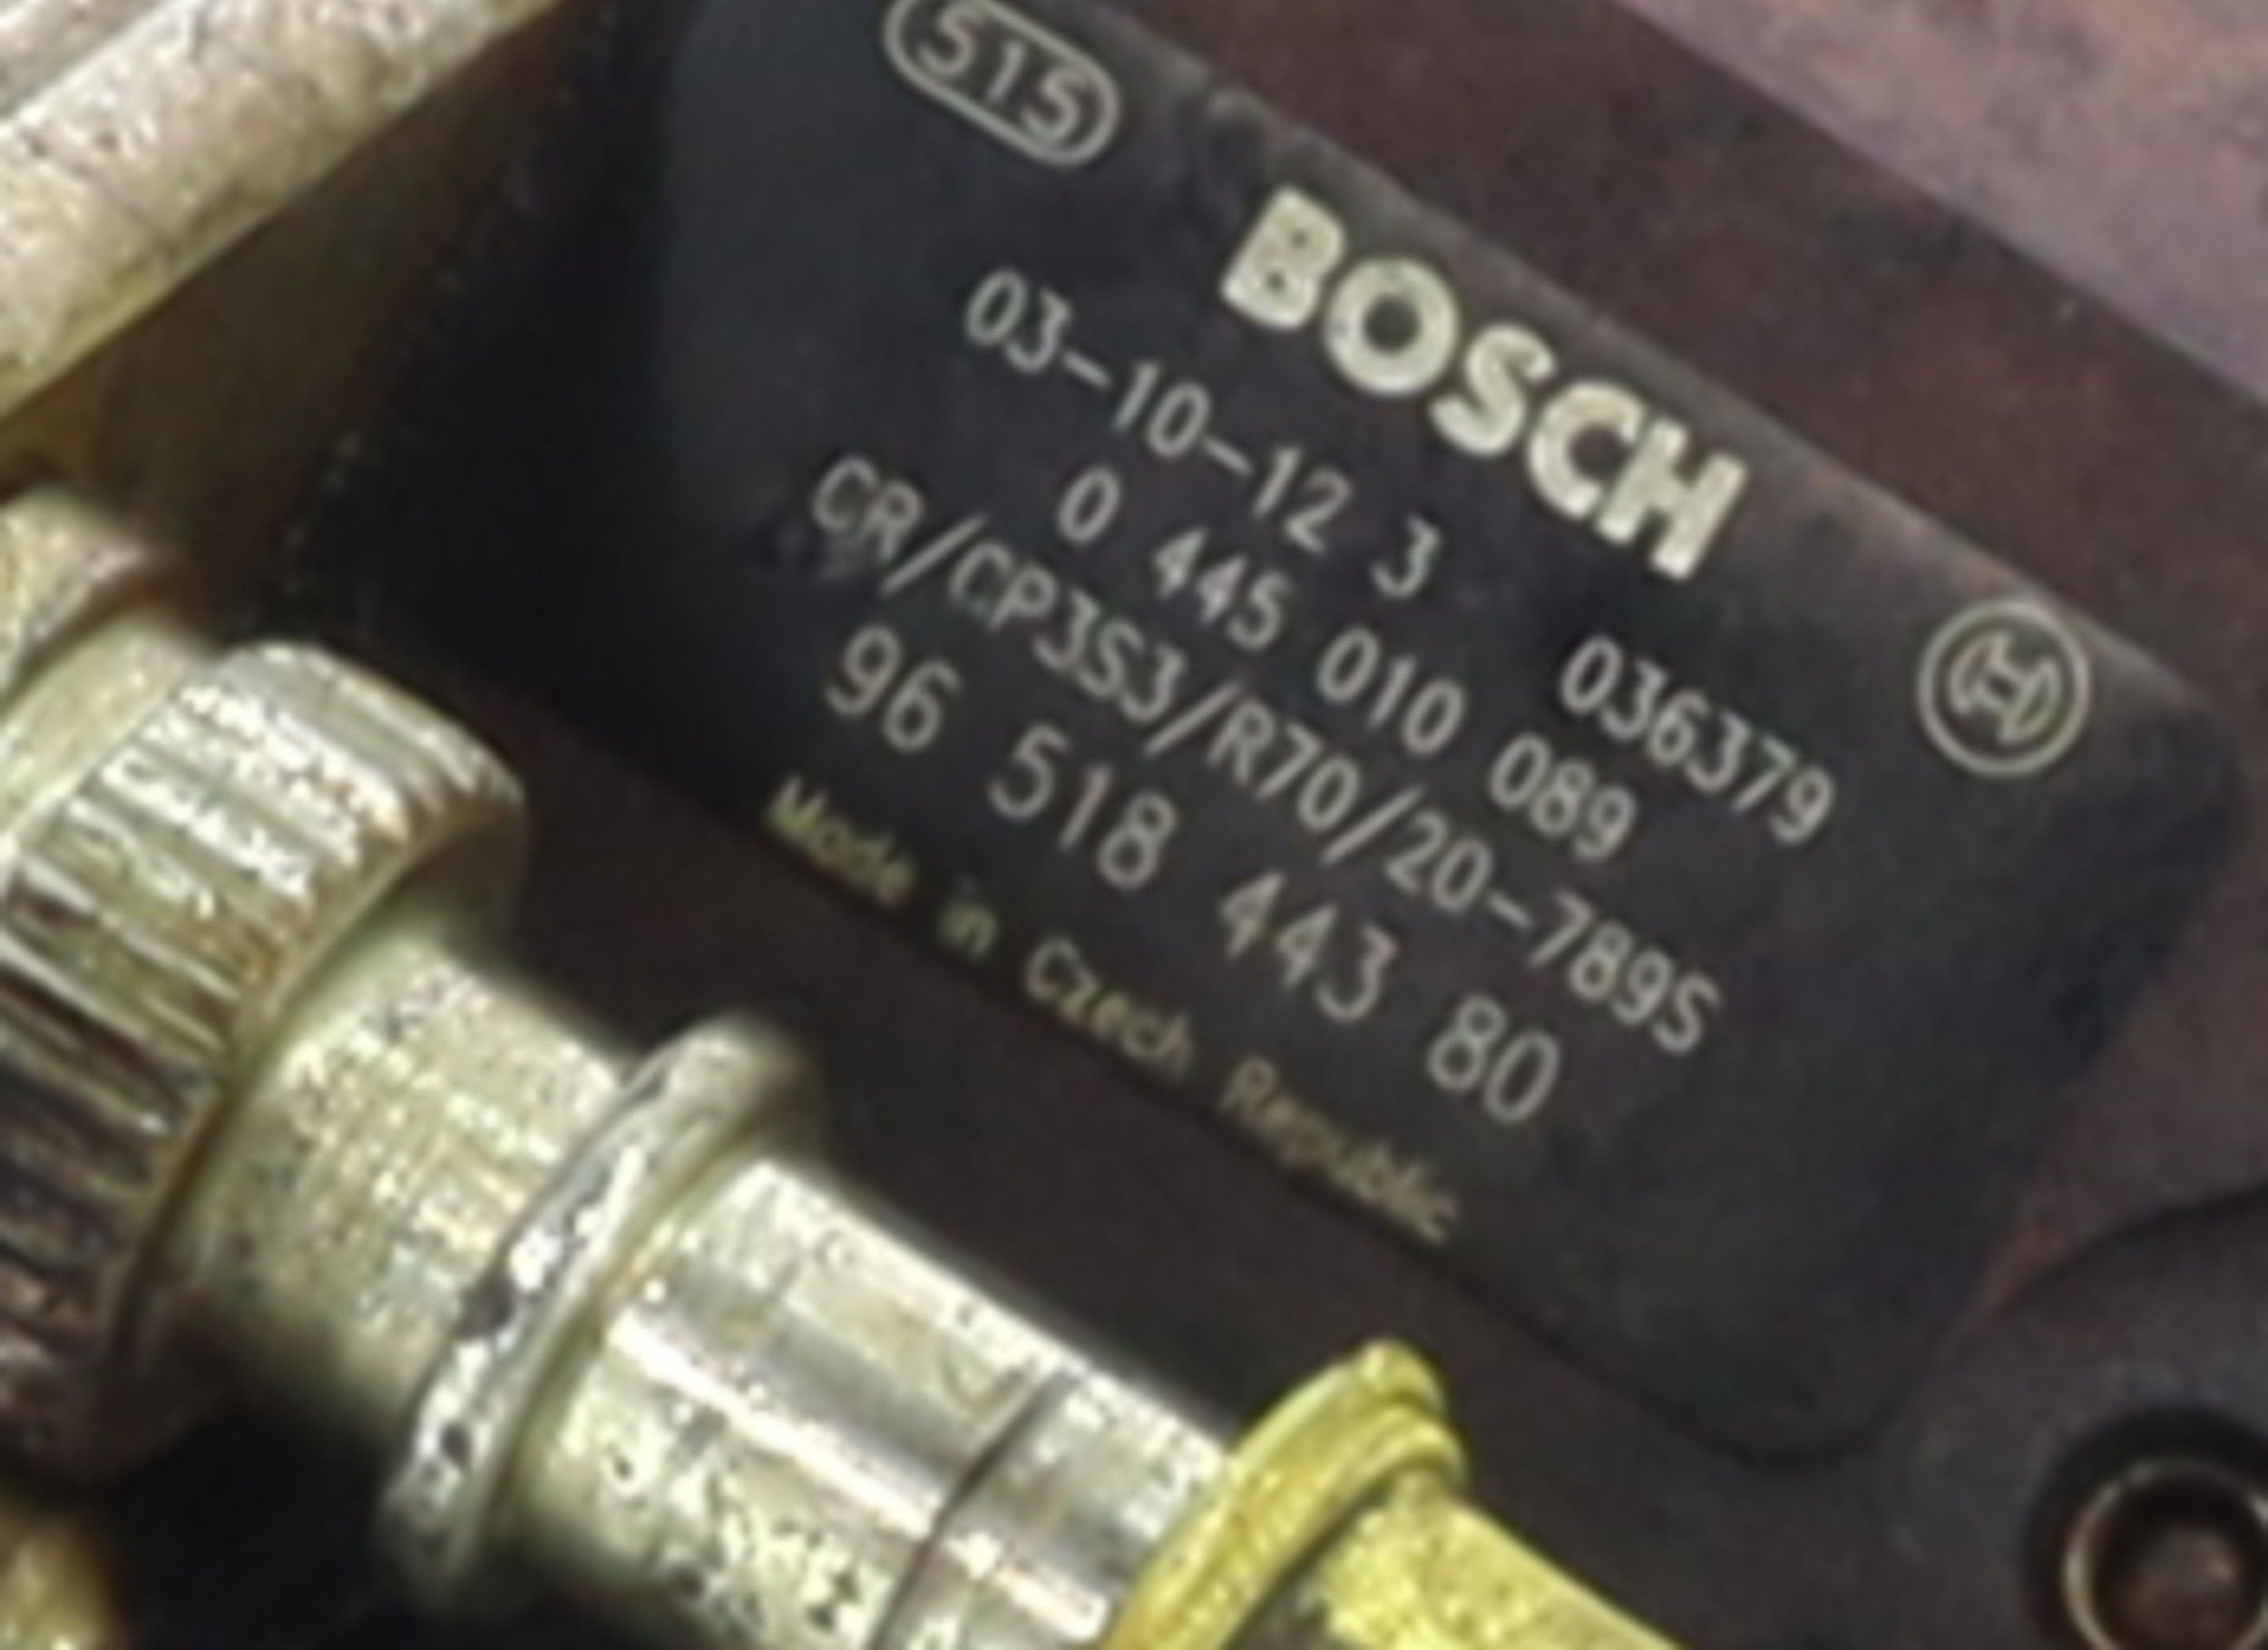 515
BOSCH
03-10-12 3 036379
0 445 010 089
CR/CP3S3/R70/20-789S
96 518 443 80
Made in Czech Republic